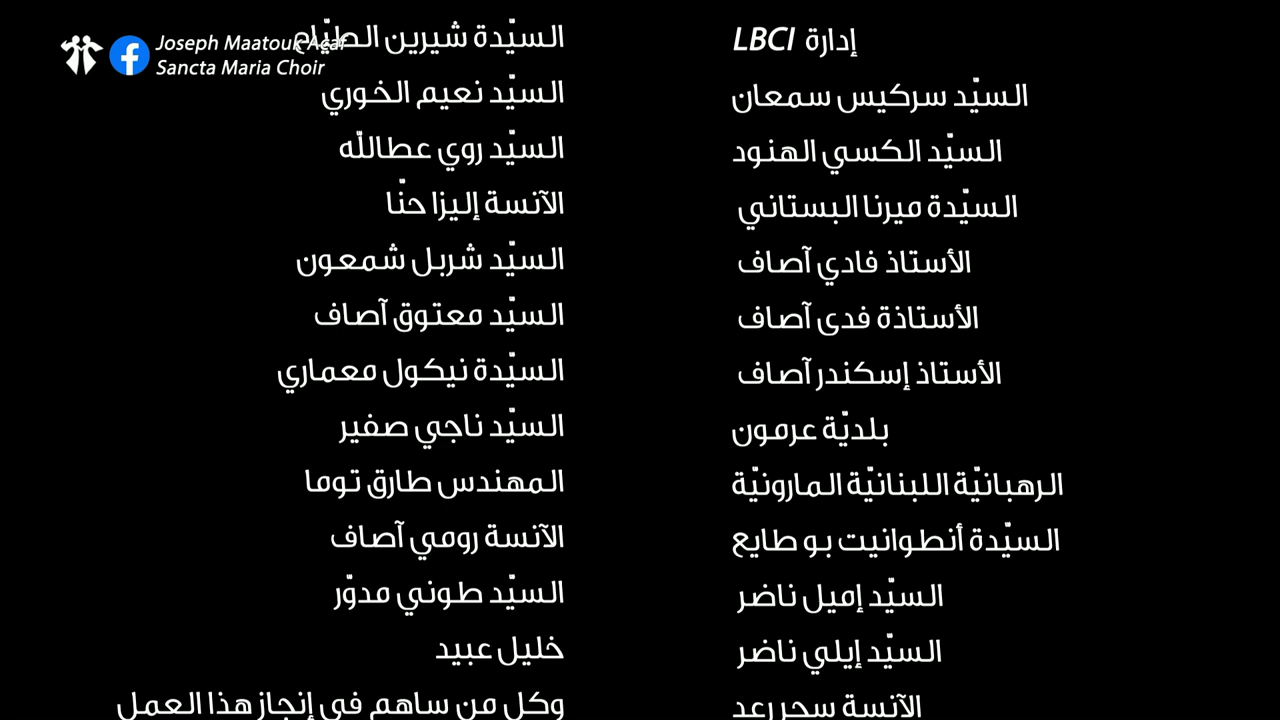 Joseph Maatouk Açaf
Sancta Maria Choir
إدارة LBCI
السيّد سركيس سمعان
السيّد الكسي الهنود
السيّدة ميرنا البستاني
الأستاذ فادي آصاف
الأستاذة فدى آصاف
الأستاذ إسكندر آصاف
بلديّة عرمون
الرهبانيّة اللبنانيّة المارونيّة
السيّدة أنطوانيت بو طايع
السيّد إميل ناضر
السيّد إيلي ناضر
الآنسة سحر رعد
السيّدة شيرين الطيّاح
السيّد نعيم الخوري
السيّد روي عطاللّه
الآنسة إليزا حنّا
السيّد شربل شمعون
السيّد معتوق آصاف
السيّدة نيكول معماري
السيّد ناجي صفير
المهندس طارق توما
الآنسة رومي آصاف
السيّد طوني مدوّر
خليل عبيد
وكل من ساهم في إنجاز هذا العمل